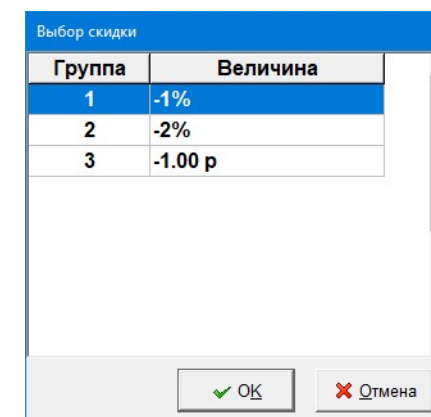 Выбор скидки
Группа Величина
1 -1%
2 -2%
3 -1.00 р
OK Отмена